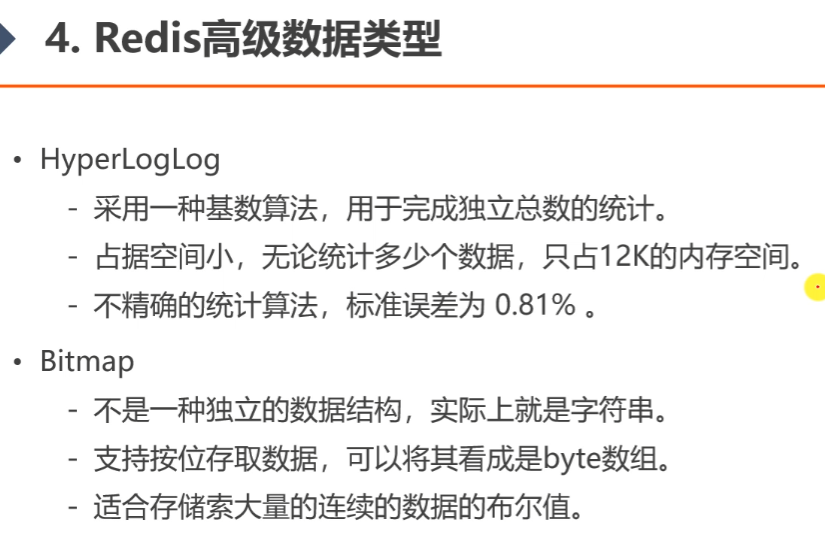 4. Redis高级数据类型
• HyperLogLog
- 采用一种基数算法，用于完成独立总数的统计。
- 占据空间小，无论统计多少个数据，只占12K的内存空间。
- 不精确的统计算法，标准误差为 0.81% 。
• Bitmap
- 不是一种独立的数据结构，实际上就是字符串。
- 支持按位存取数据，可以将其看成是byte数组。
- 适合存储索大量的连续的数据的布尔值。